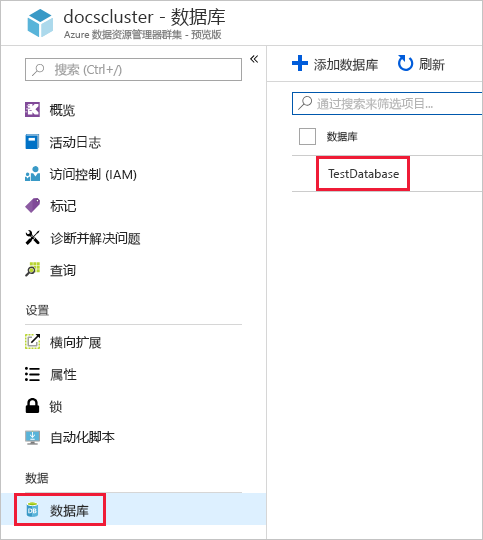 docscluster - 数据库
Azure 数据资源管理器群集 - 预览版
搜索 (Ctrl+/)
«
概览
活动日志
访问控制 (IAM)
标记
诊断并解决问题
查询
设置
横向扩展
属性
锁
自动化脚本
数据
数据库
添加数据库
刷新
通过搜索来筛选项目...
数据库
TestDatabase